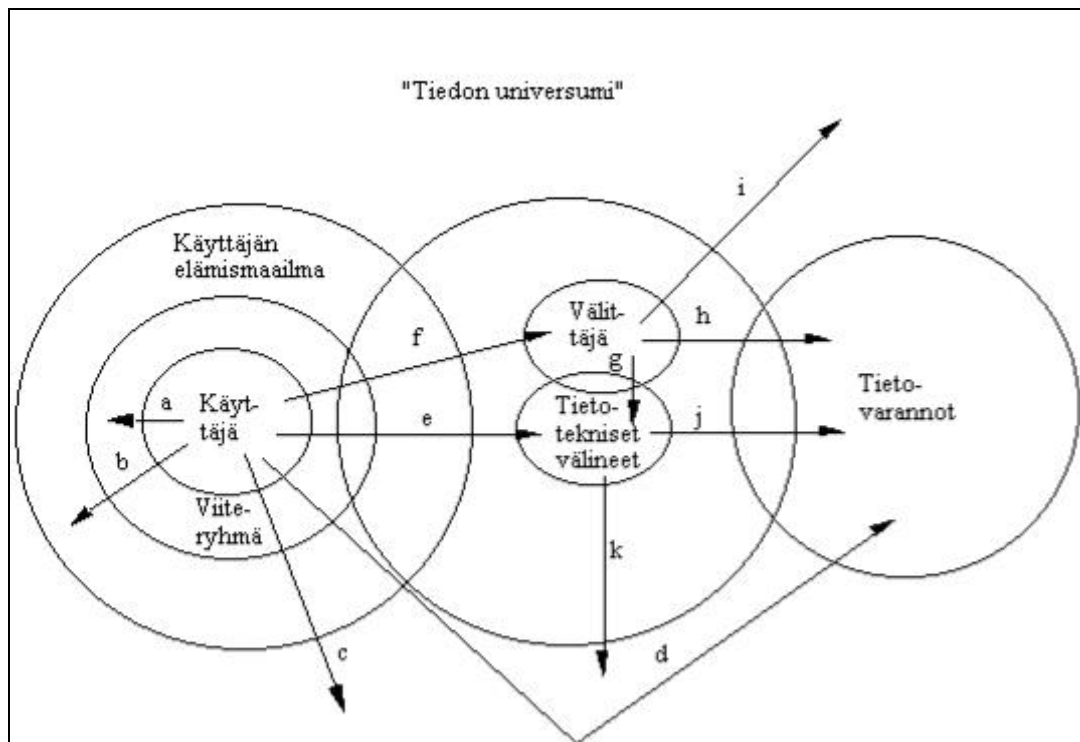 "Tiedon universumi"
i
Käyttäjän
elämismaailma
Välit-
täjä
h
f
g
Tieto-
varannot
a
Käyt-
täjä
e
Tieto-
tekniset
välineet
j
b
Viite-
ryhmä
k
c
d